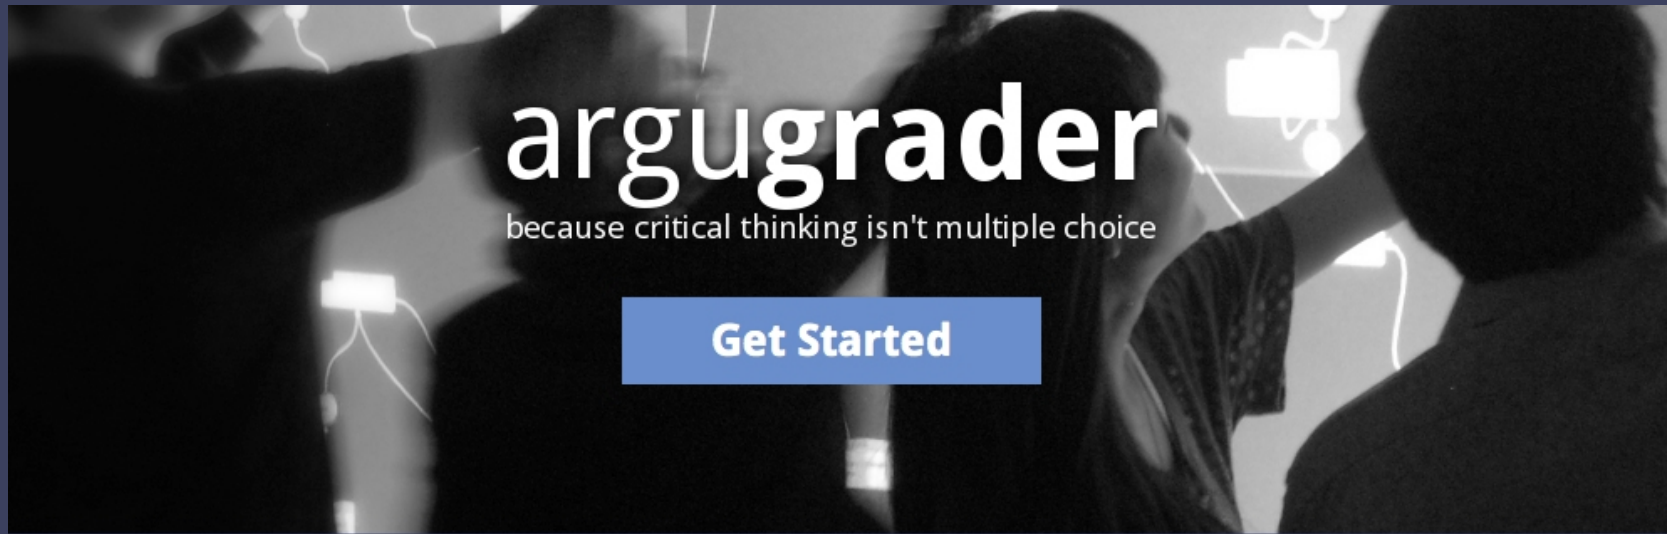 argugrader
because critical thinking isn't multiple choice
Get Started